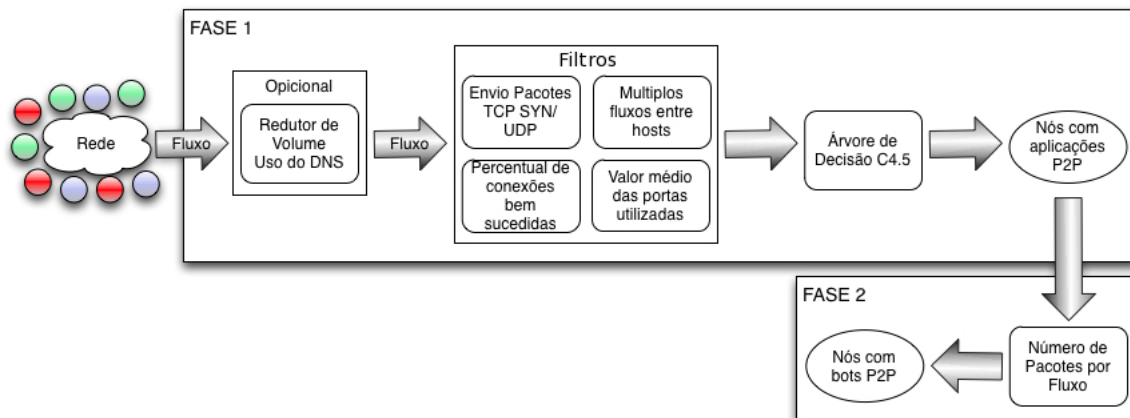 FASE 1
Rede
Fluxo
Opicional
Redutor de
Volume
Uso do DNS
Fluxo
Filtros
Envio Pacotes
TCP SYN/
UDP
Multiplos
fluxos entre
hosts
Percentual de
conexões
bem
sucedidas
Valor médio
das portas
utilizadas
Árvore de
Decisão C4.5
Nós com
aplicações
P2P
FASE 2
Número de
Pacotes por
Fluxo
Nós com
bots P2P